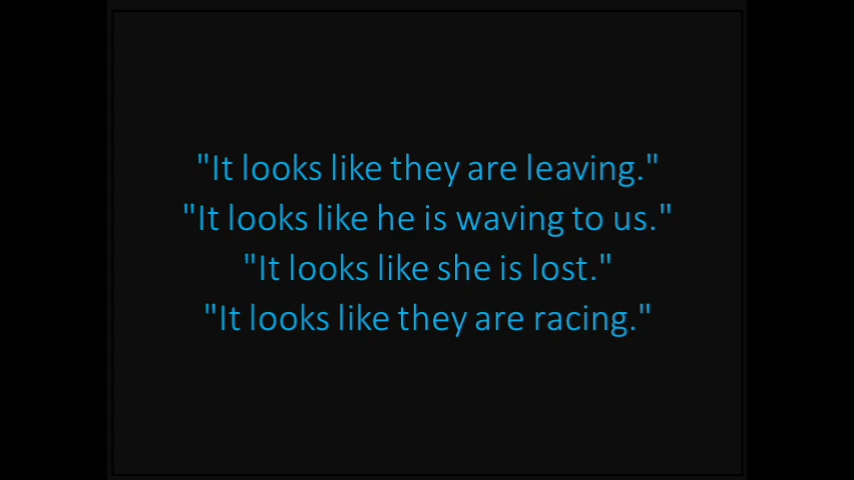 "It looks like they are leaving."
"It looks like he is waving to us."
"It looks like she is lost."
"It looks like they are racing."